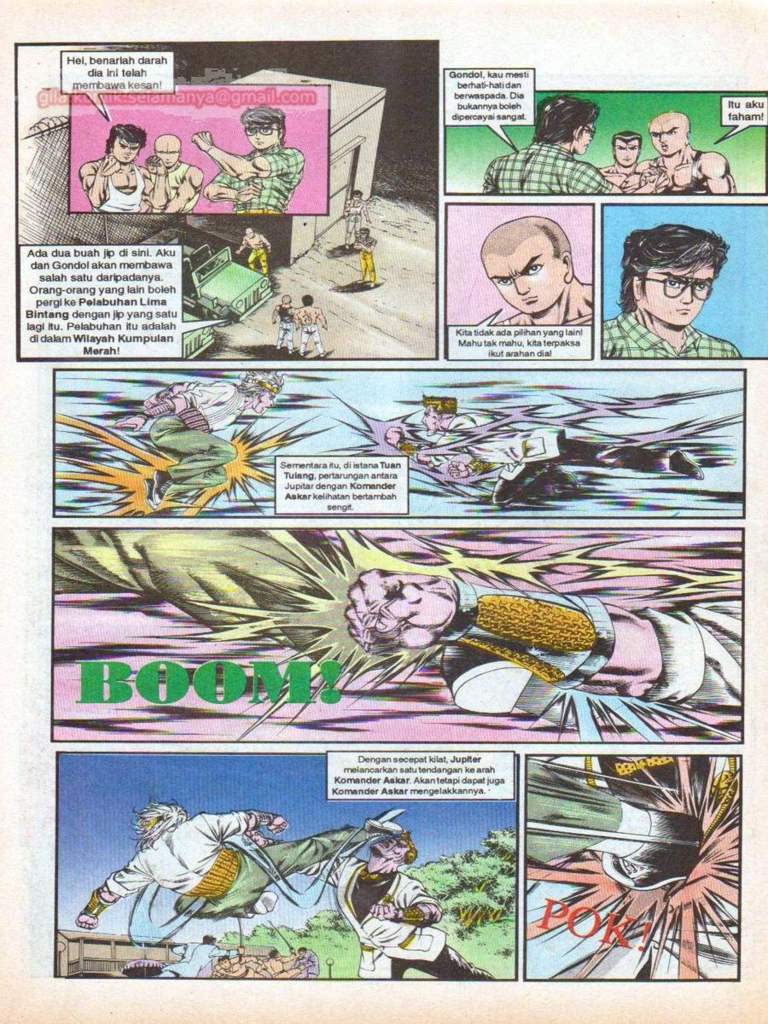 Hei, benarlah darah
dia ini telah
membawa kesan!
gilakomik.selamanya@gmail.com
Ada dua buah jip di sini. Aku
dan Gondol akan membawa
salah satu daripadanya.
Orang-orang yang lain boleh
pergi ke Pelabuhan Lima
Bintang dengan jip yang satu
lagi itu. Pelabuhan itu adalah
di dalam Wilayah Kumpulan
Merah!
Gondol, kau mesti
berhati-hati dan
berwaspada. Dia
bukannya boleh
dipercayai sangat.
Itu aku
faham!
Kita tidak ada pilihan yang lain!
Mahu tak mahu, kita terpaksa
ikut arahan dia!
Sementara itu, di istana Tuan
Tulang, pertarungan antara
Jupitar dengan Komander
Askar kelihatan bertambah
sengit.
BOOM!
Dengan secepat kilat, Jupiter
melancarkan satu tendangan ke arah
Komander Askar. Akan tetapi dapat juga
Komander Askar mengelakkannya.
POK!